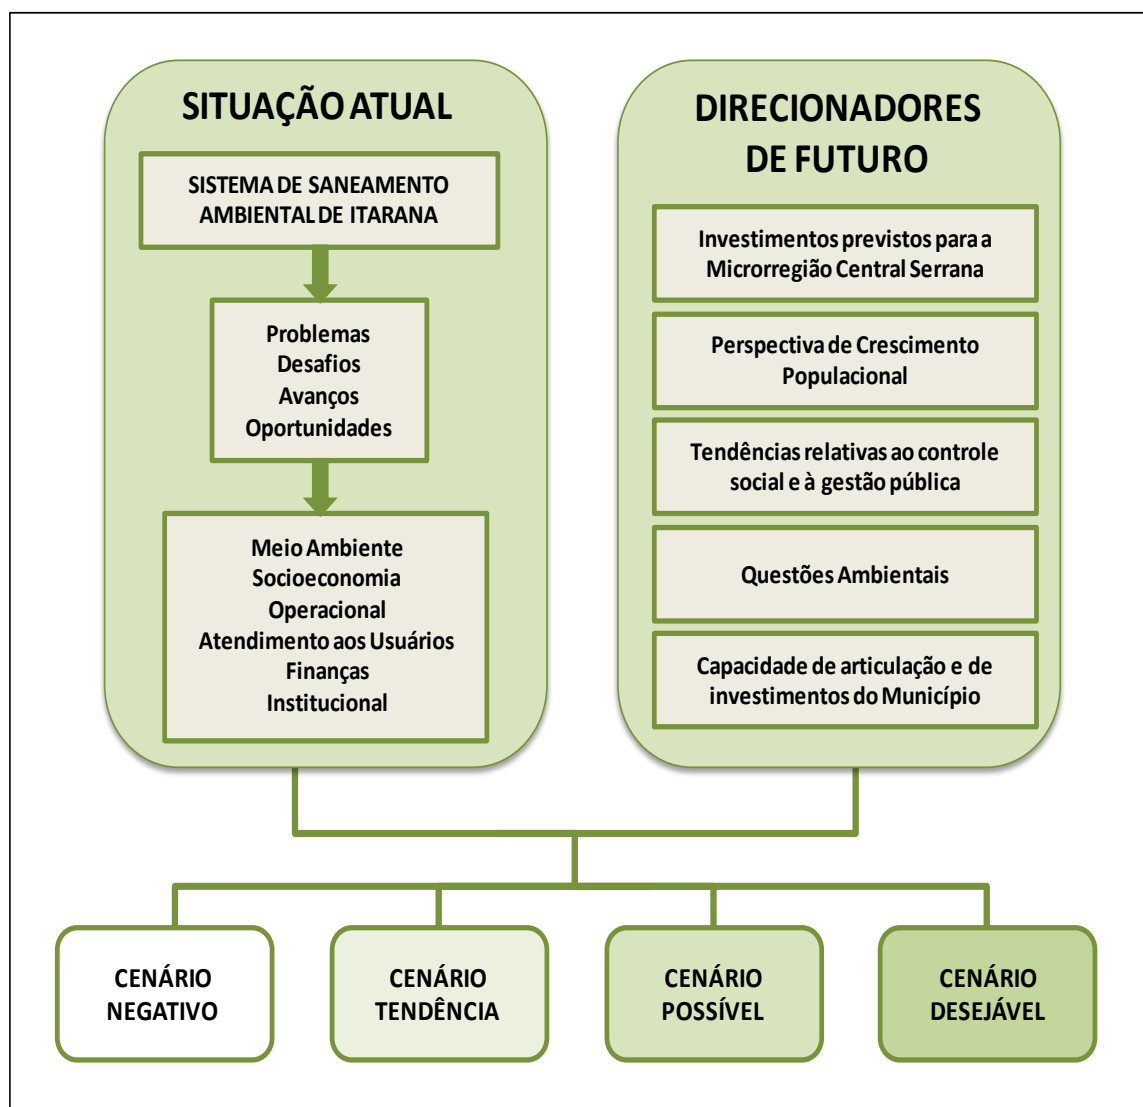 SITUAÇÃO ATUAL
SISTEMA DE SANEAMENTO
AMBIENTAL DE ITARANA
Problemas
Desafios
Avanços
Oportunidades
Meio Ambiente
Socioeconomia
Operacional
Atendimento aos Usuários
Finanças
Institucional
DIRECIONADORES
DE FUTURO
Investimentos previstos para a
Microrregião Central Serrana
Perspectiva de Crescimento
Populacional
Tendências relativas ao controle
social e à gestão pública
Questões Ambientais
Capacidade de articulação e de
investimentos do Município
CENÁRIO
NEGATIVO
CENÁRIO
TENDÊNCIA
CENÁRIO
POSSÍVEL
CENÁRIO
DESEJÁVEL